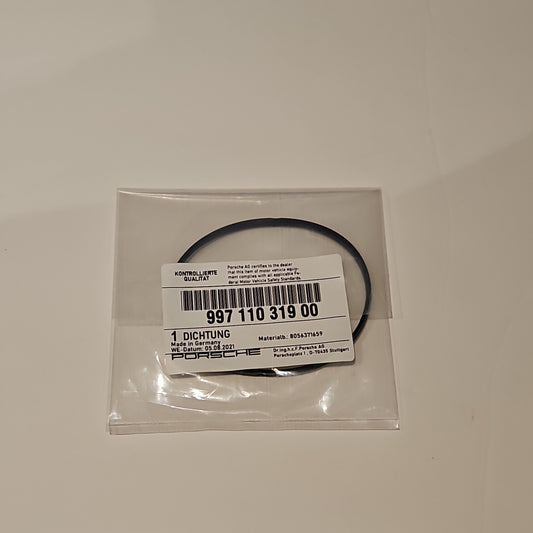 KONTROLLIERTE
QUALITÄT
Porsche AG certifies to the dealer
that this item of motor vehicle equip-
ment complies with all applicable Fe-
deral Motor Vehicle Safety Standards.
997 110 319 00
1 DICHTUNG
Materialb.: 8056371659
Made in Germany
WE-Datum: 05.08.2021
PORSCHE
Dr.ing.h.c.F.Porsche AG
Porscheplatz 1, D-70435 Stuttgart